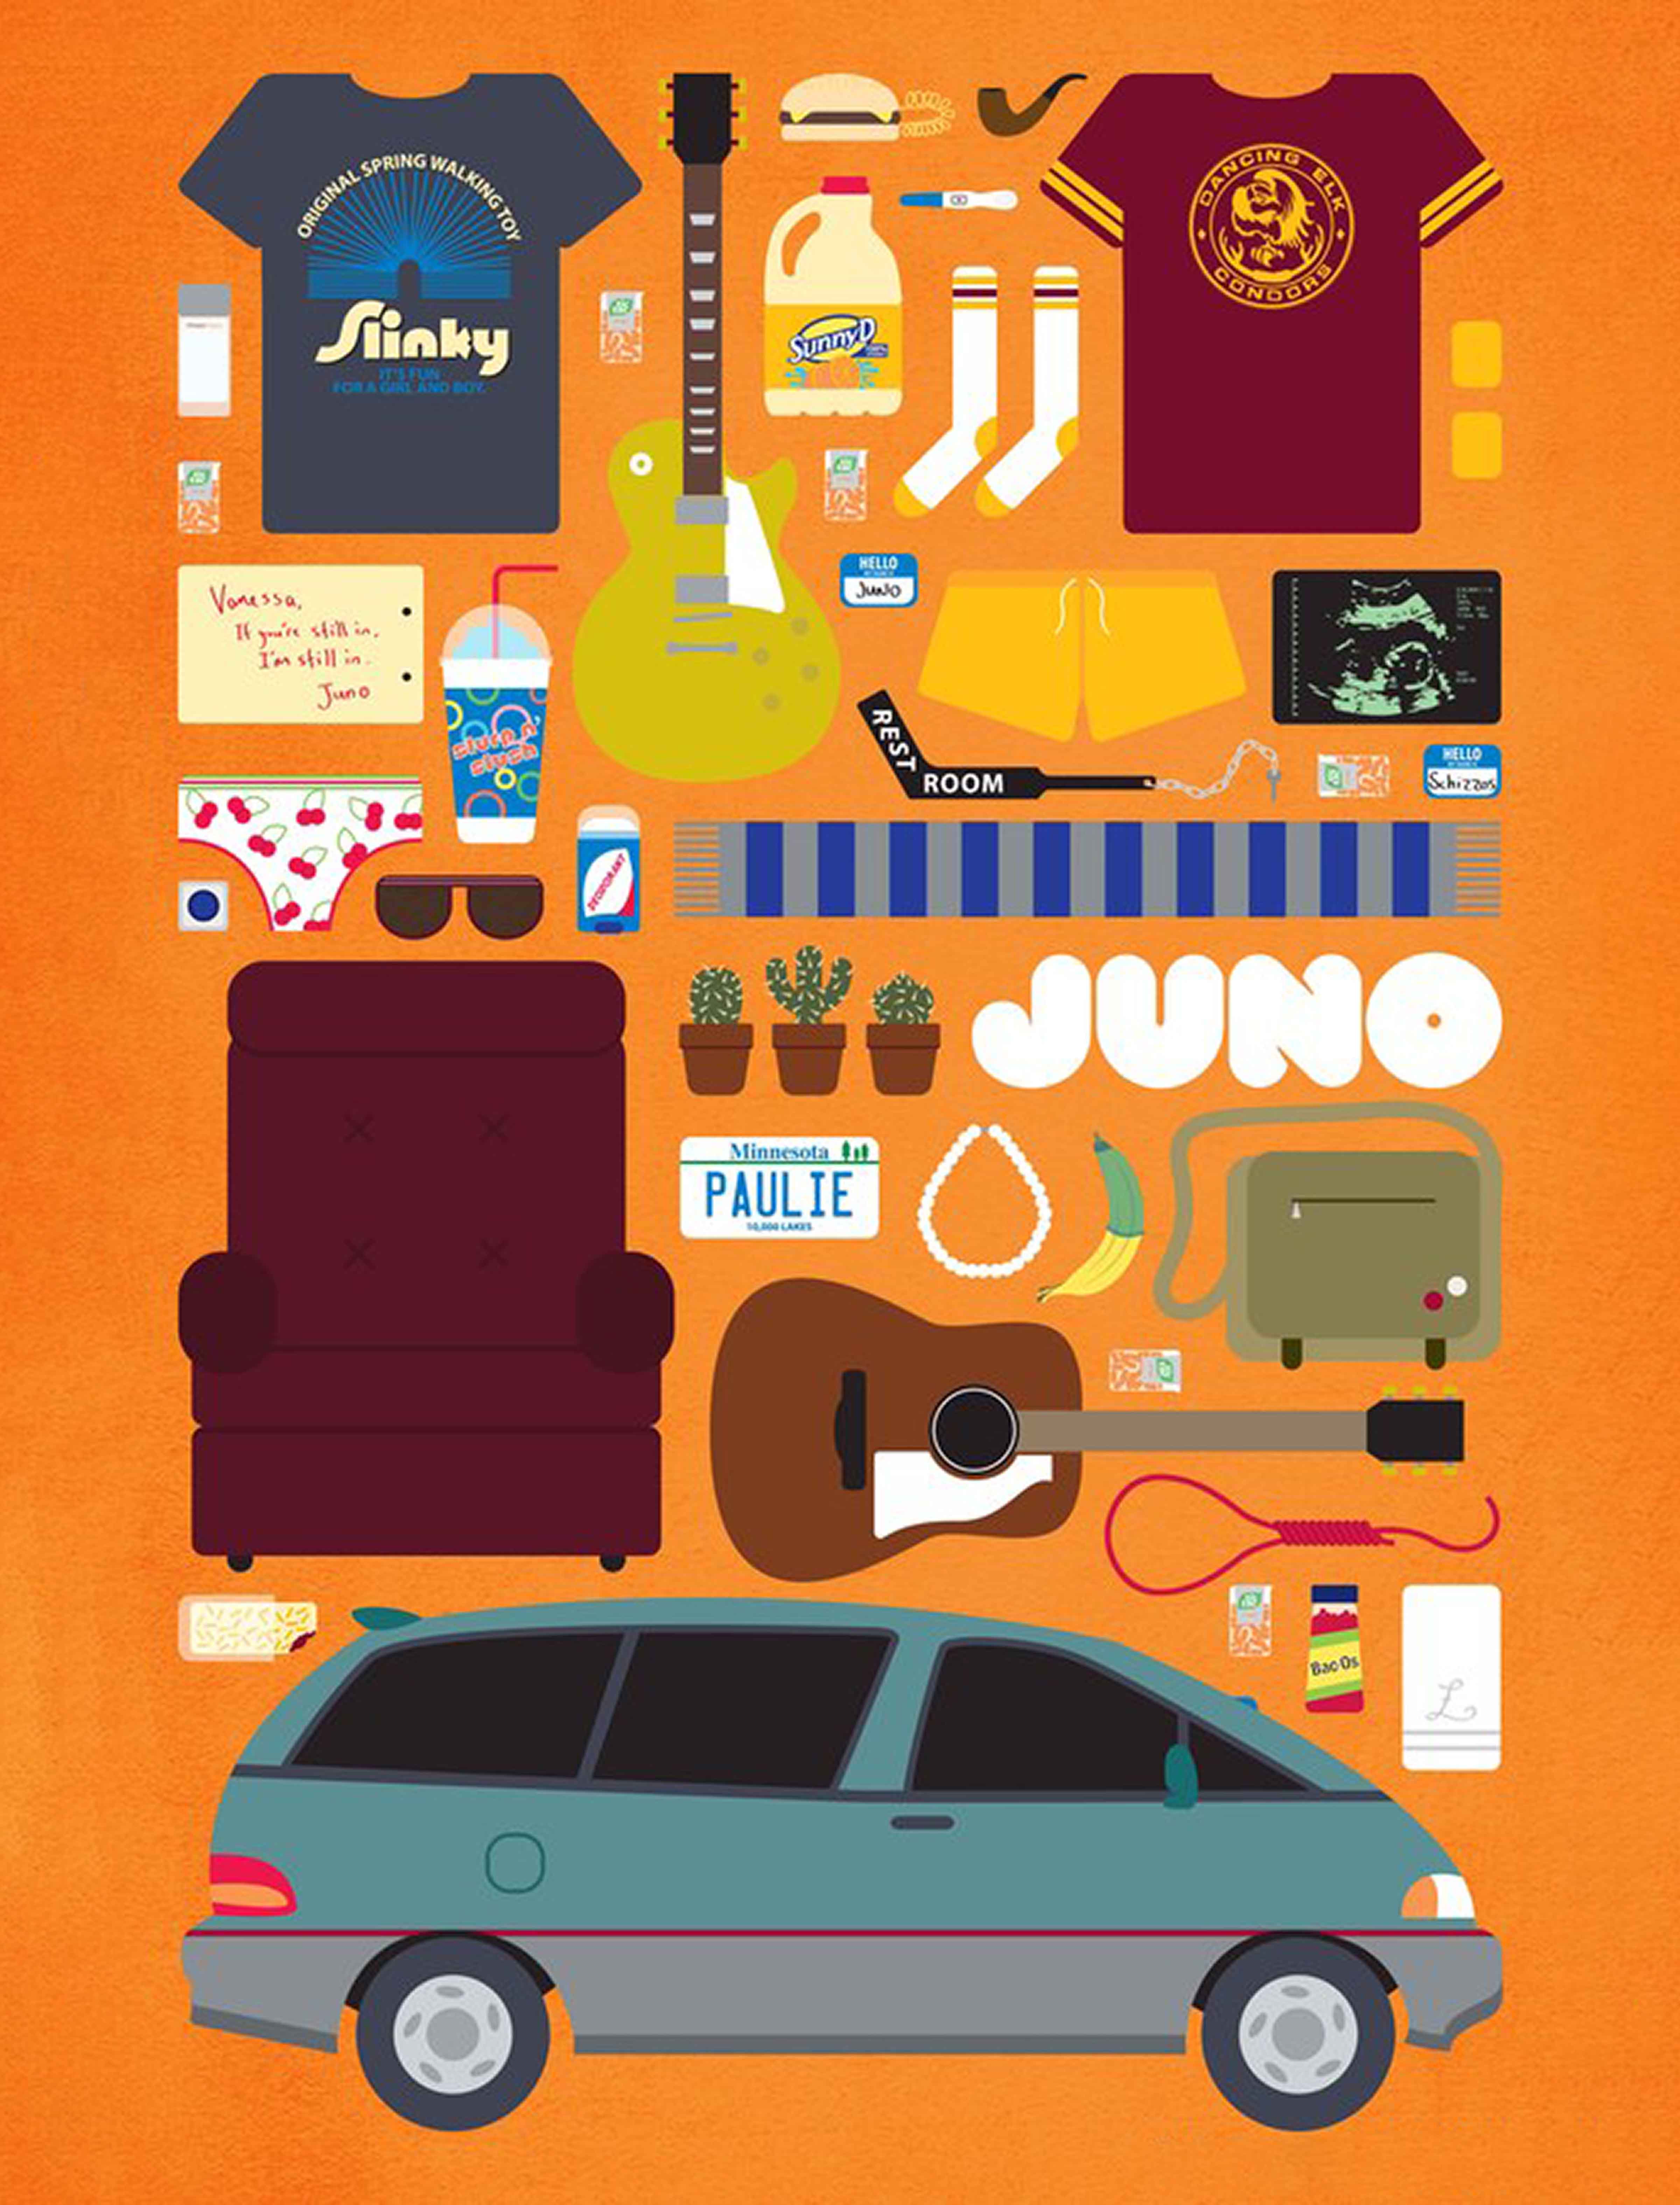 ORIGINAL SPRING WALKING TOY
Slinky
IT'S FUN
FOR A GIRL AND BOY.
SunnyD
DANCING ELK
CONDORS
Vanessa,
If you're still in,
I'm still in.
Juno
slurp n'
slush
HELLO
JUNO
REST
ROOM
HELLO
Schizzos
DEODORANT
JUNO
Minnesota
PAULIE
10,000 LAKES
Bac'Os
L